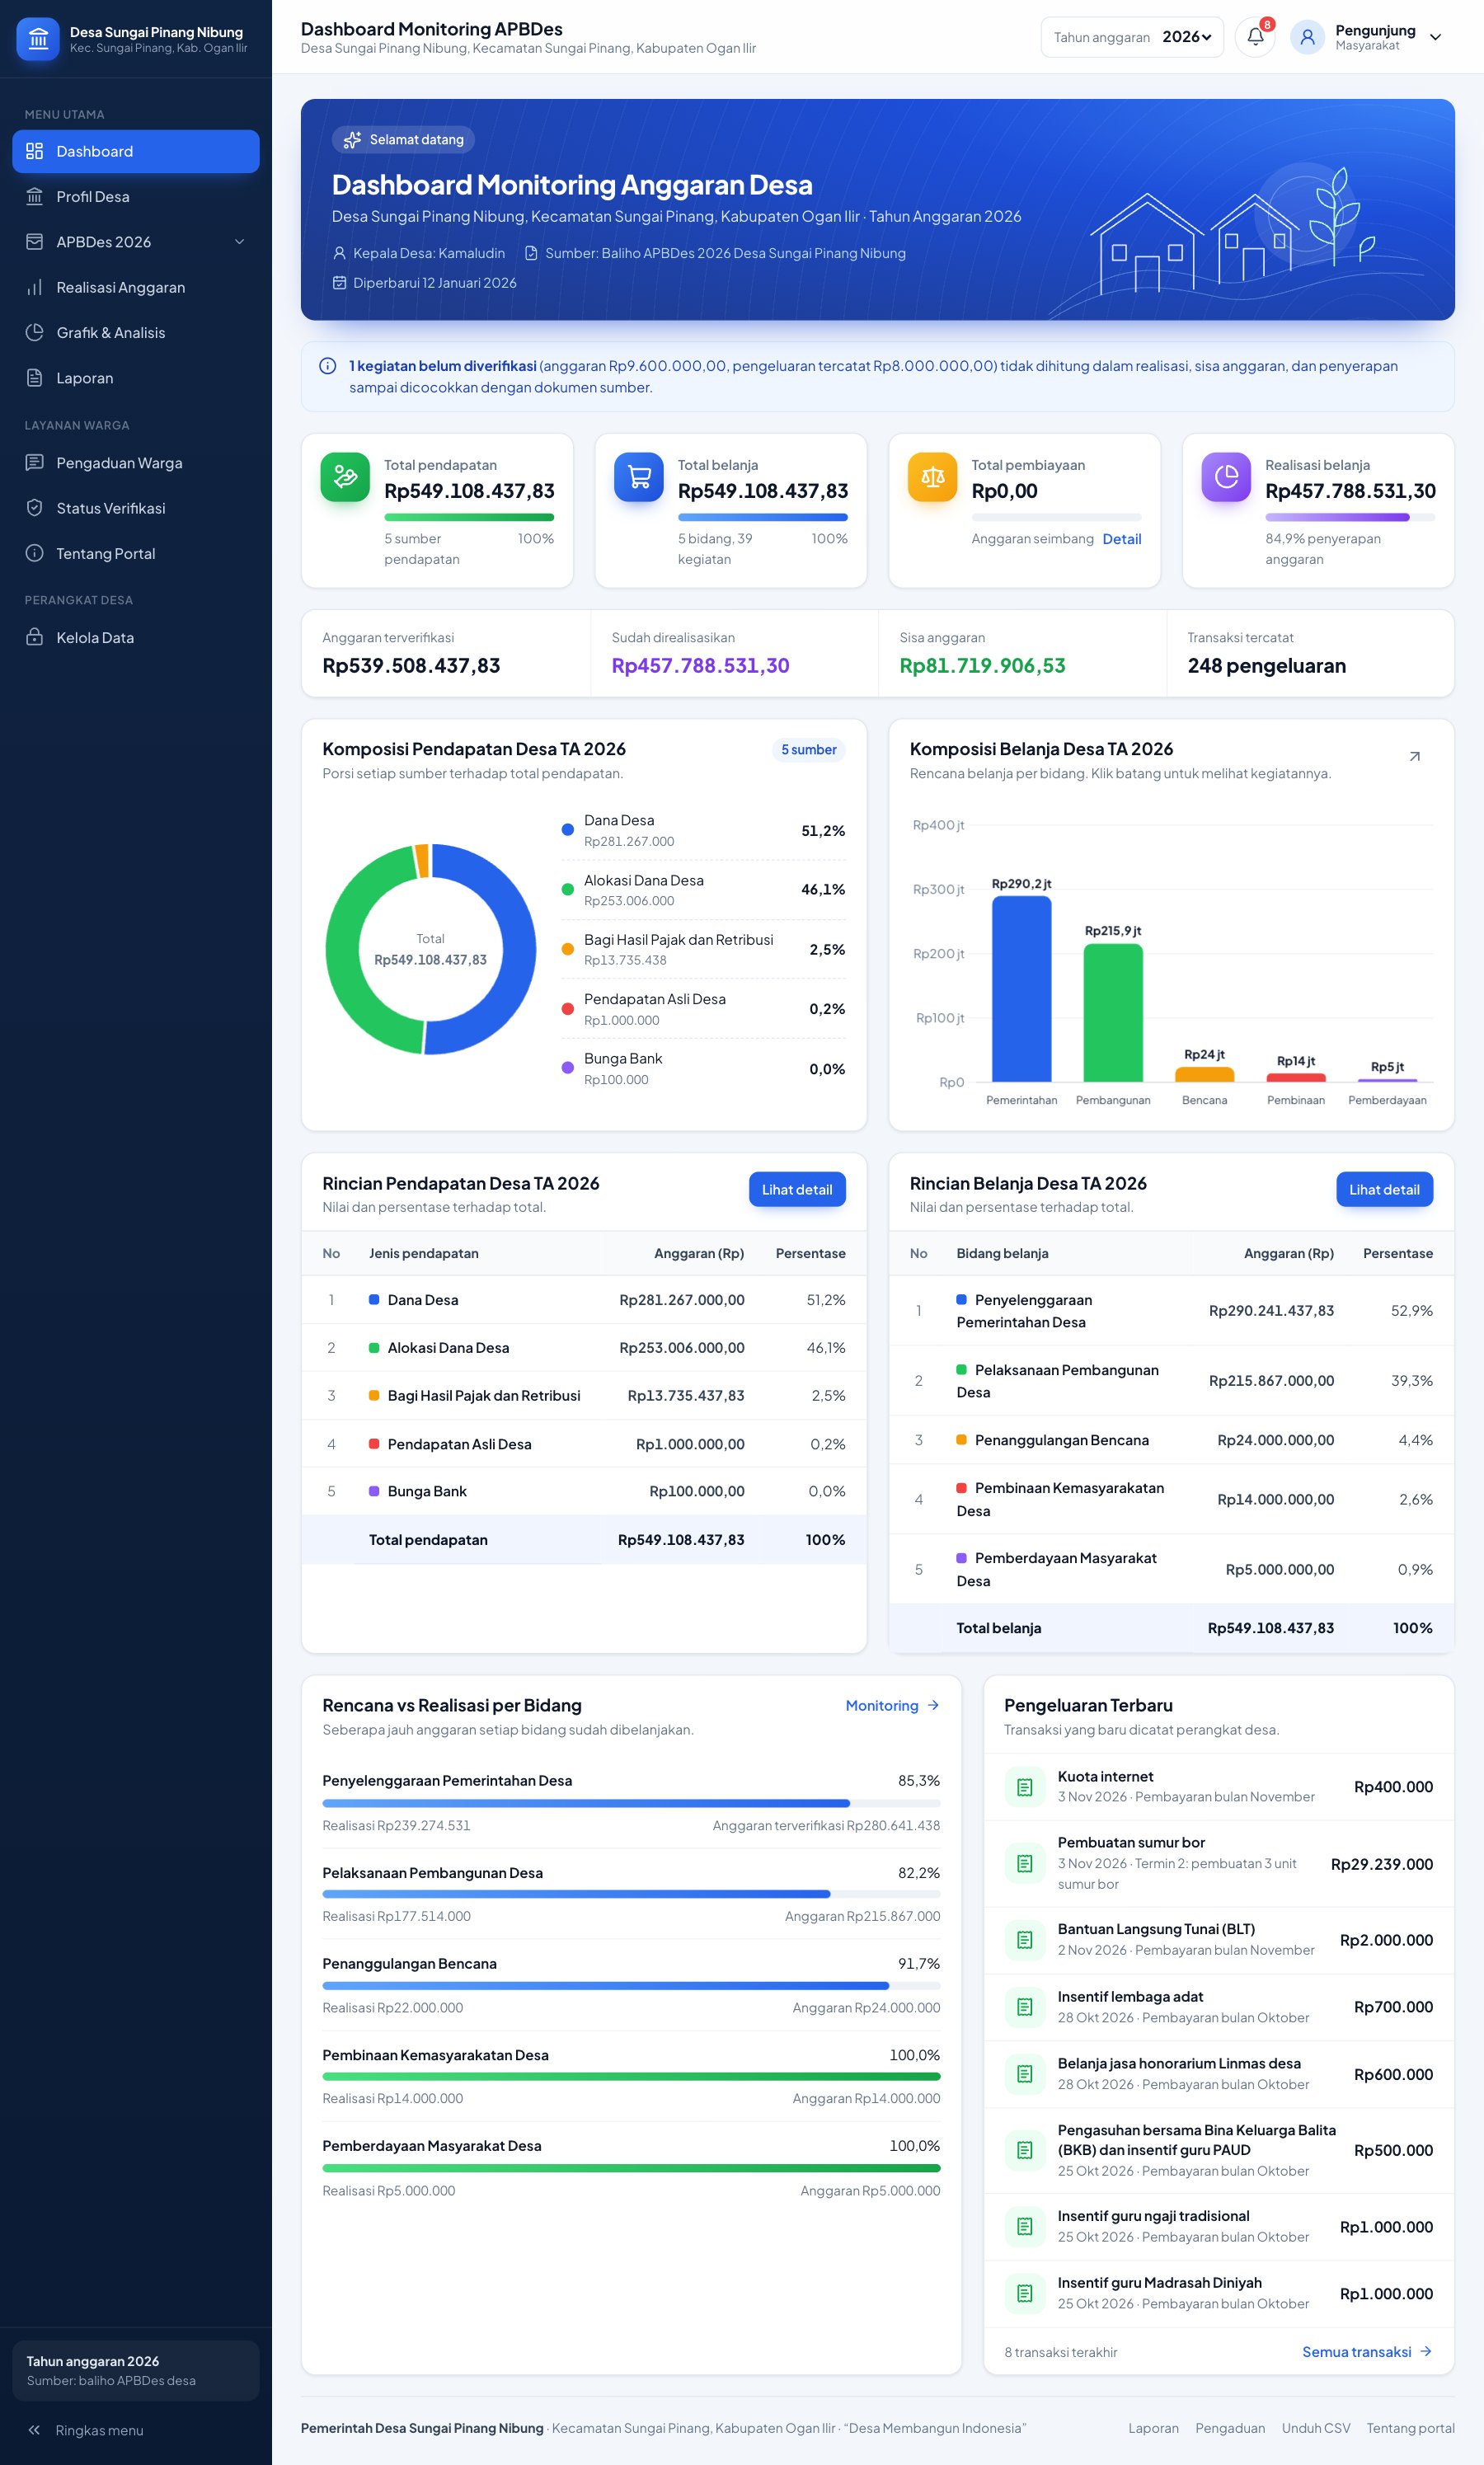 Desa Sungai Pinang Nibung
Kec. Sungai Pinang, Kab. Ogan Ilir
MENU UTAMA
Dashboard
Profil Desa
APBDes 2026
Realisasi Anggaran
Grafik & Analisis
Laporan
LAYANAN WARGA
Pengaduan Warga
Status Verifikasi
Tentang Portal
PERANGKAT DESA
Kelola Data
Tahun anggaran 2026
Sumber: baliho APBDes desa
Ringkas menu
Dashboard Monitoring APBDes
Desa Sungai Pinang Nibung, Kecamatan Sungai Pinang, Kabupaten Ogan Ilir
Tahun anggaran 2026
8
Pengunjung
Masyarakat
Selamat datang
Dashboard Monitoring Anggaran Desa
Desa Sungai Pinang Nibung, Kecamatan Sungai Pinang, Kabupaten Ogan Ilir · Tahun Anggaran 2026
Kepala Desa: Kamaludin Sumber: Baliho APBDes 2026 Desa Sungai Pinang Nibung
Diperbarui 12 Januari 2026
1 kegiatan belum diverifikasi (anggaran Rp9.600.000,00, pengeluaran tercatat Rp8.000.000,00) tidak dihitung dalam realisasi, sisa anggaran, dan penyerapan
sampai dicocokkan dengan dokumen sumber.
Total pendapatan
Rp549.108.437,83
5 sumber 100%
pendapatan
Total belanja
Rp549.108.437,83
5 bidang, 39 100%
kegiatan
Total pembiayaan
Rp0,00
Anggaran seimbang Detail
Realisasi belanja
Rp457.788.531,30
84,9% penyerapan
anggaran
Anggaran terverifikasi
Rp539.508.437,83
Sudah direalisasikan
Rp457.788.531,30
Sisa anggaran
Rp81.719.906,53
Transaksi tercatat
248 pengeluaran
Komposisi Pendapatan Desa TA 2026
5 sumber
Porsi setiap sumber terhadap total pendapatan.
Total
Rp549.108.437,83
Dana Desa
Rp281.267.000
51,2%
Alokasi Dana Desa
Rp253.006.000
46,1%
Bagi Hasil Pajak dan Retribusi
Rp13.735.438
2,5%
Pendapatan Asli Desa
Rp1.000.000
0,2%
Bunga Bank
Rp100.000
0,0%
Komposisi Belanja Desa TA 2026
Rencana belanja per bidang. Klik batang untuk melihat kegiatannya.
Rp400 jt
Rp300 jt
Rp200 jt
Rp100 jt
Rp0
Rp290,2 jt
Rp215,9 jt
Rp24 jt
Rp14 jt
Rp5 jt
Pemerintahan Pembangunan Bencana Pembinaan Pemberdayaan
Rincian Pendapatan Desa TA 2026
Nilai dan persentase terhadap total.
Lihat detail
No Jenis pendapatan Anggaran (Rp) Persentase
1 Dana Desa Rp281.267.000,00 51,2%
2 Alokasi Dana Desa Rp253.006.000,00 46,1%
3 Bagi Hasil Pajak dan Retribusi Rp13.735.437,83 2,5%
4 Pendapatan Asli Desa Rp1.000.000,00 0,2%
5 Bunga Bank Rp100.000,00 0,0%
Total pendapatan Rp549.108.437,83 100%
Rincian Belanja Desa TA 2026
Nilai dan persentase terhadap total.
Lihat detail
No Bidang belanja Anggaran (Rp) Persentase
1 Penyelenggaraan
Pemerintahan Desa Rp290.241.437,83 52,9%
2 Pelaksanaan Pembangunan
Desa Rp215.867.000,00 39,3%
3 Penanggulangan Bencana Rp24.000.000,00 4,4%
4 Pembinaan Kemasyarakatan
Desa Rp14.000.000,00 2,6%
5 Pemberdayaan Masyarakat
Desa Rp5.000.000,00 0,9%
Total belanja Rp549.108.437,83 100%
Rencana vs Realisasi per Bidang
Monitoring
Seberapa jauh anggaran setiap bidang sudah dibelanjakan.
Penyelenggaraan Pemerintahan Desa 85,3%
Realisasi Rp239.274.531 Anggaran terverifikasi Rp280.641.438
Pelaksanaan Pembangunan Desa 82,2%
Realisasi Rp177.514.000 Anggaran Rp215.867.000
Penanggulangan Bencana 91,7%
Realisasi Rp22.000.000 Anggaran Rp24.000.000
Pembinaan Kemasyarakatan Desa 100,0%
Realisasi Rp14.000.000 Anggaran Rp14.000.000
Pemberdayaan Masyarakat Desa 100,0%
Realisasi Rp5.000.000 Anggaran Rp5.000.000
Pengeluaran Terbaru
Transaksi yang baru dicatat perangkat desa.
Kuota internet
3 Nov 2026 · Pembayaran bulan November
Rp400.000
Pembuatan sumur bor
3 Nov 2026 · Termin 2: pembuatan 3 unit
sumur bor
Rp29.239.000
Bantuan Langsung Tunai (BLT)
2 Nov 2026 · Pembayaran bulan November
Rp2.000.000
Insentif lembaga adat
28 Okt 2026 · Pembayaran bulan Oktober
Rp700.000
Belanja jasa honorarium Linmas desa
28 Okt 2026 · Pembayaran bulan Oktober
Rp600.000
Pengasuhan bersama Bina Keluarga Balita
(BKB) dan insentif guru PAUD
25 Okt 2026 · Pembayaran bulan Oktober
Rp500.000
Insentif guru ngaji tradisional
25 Okt 2026 · Pembayaran bulan Oktober
Rp1.000.000
Insentif guru Madrasah Diniyah
25 Okt 2026 · Pembayaran bulan Oktober
Rp1.000.000
8 transaksi terakhir
Semua transaksi
Pemerintah Desa Sungai Pinang Nibung · Kecamatan Sungai Pinang, Kabupaten Ogan Ilir · “Desa Membangun Indonesia”
Laporan Pengaduan Unduh CSV Tentang portal